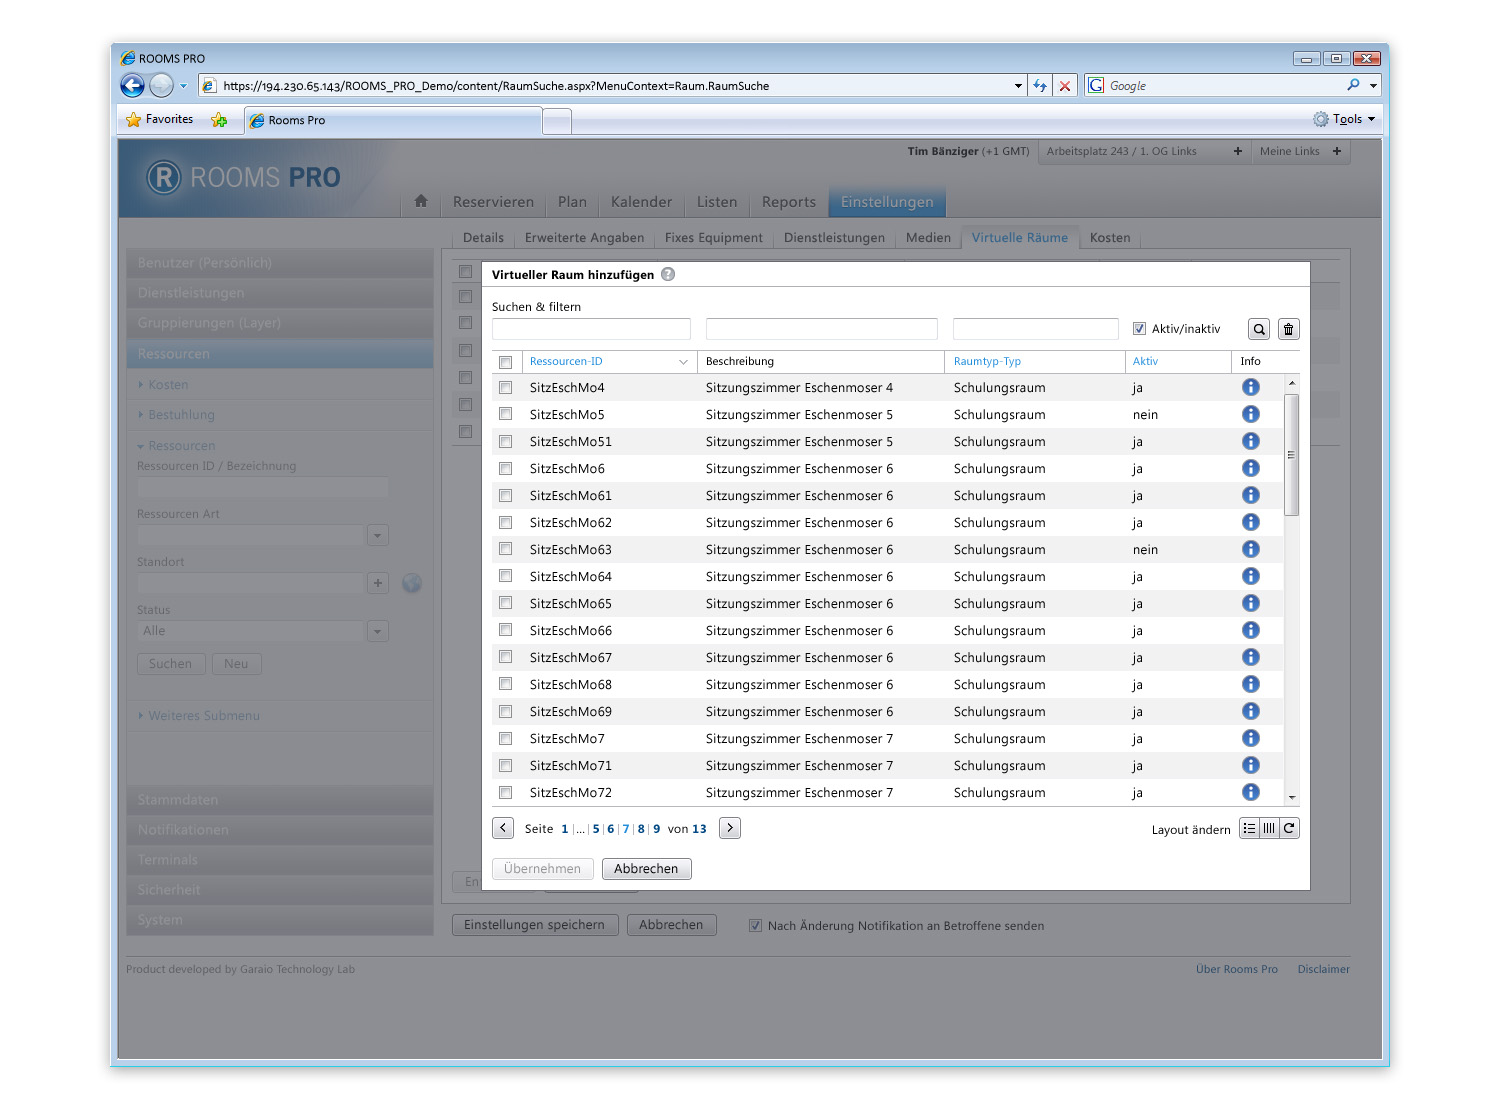 ROOMS PRO
https://194.230.65.143/ROOMS_PRO_Demo/content/RaumSuche.aspx?MenuContext=Raum.RaumSuche
Google
Favorites
Rooms Pro
Tools
Tim Bänziger (+1 GMT)
Arbeitsplatz 243 / 1. OG Links +
Meine Links +
R ROOMS PRO
Reservieren
Plan
Kalender
Listen
Reports
Einstellungen
Details
Erweiterte Angaben
Fixes Equipment
Dienstleistungen
Medien
Virtuelle Räume
Kosten
Benutzer (Persönlich)
Dienstleistungen
Gruppierungen (Layer)
Ressourcen
Kosten
Bestuhlung
Ressourcen
Ressourcen ID / Bezeichnung
Ressourcen Art
Standort
+
Status
Alle
Suchen
Neu
Weiteres Submenu
Stammdaten
Notifikationen
Terminals
Sicherheit
System
Virtueller Raum hinzufügen ?
Suchen & filtern
Aktiv/inaktiv
Ressourcen-ID Beschreibung Raumtyp-Typ Aktiv Info
SitzEschMo4 Sitzungszimmer Eschenmoser 4 Schulungsraum ja i
SitzEschMo5 Sitzungszimmer Eschenmoser 5 Schulungsraum nein i
SitzEschMo51 Sitzungszimmer Eschenmoser 5 Schulungsraum ja i
SitzEschMo6 Sitzungszimmer Eschenmoser 6 Schulungsraum ja i
SitzEschMo61 Sitzungszimmer Eschenmoser 6 Schulungsraum ja i
SitzEschMo62 Sitzungszimmer Eschenmoser 6 Schulungsraum ja i
SitzEschMo63 Sitzungszimmer Eschenmoser 6 Schulungsraum nein i
SitzEschMo64 Sitzungszimmer Eschenmoser 6 Schulungsraum ja i
SitzEschMo65 Sitzungszimmer Eschenmoser 6 Schulungsraum ja i
SitzEschMo66 Sitzungszimmer Eschenmoser 6 Schulungsraum ja i
SitzEschMo67 Sitzungszimmer Eschenmoser 6 Schulungsraum ja i
SitzEschMo68 Sitzungszimmer Eschenmoser 6 Schulungsraum ja i
SitzEschMo69 Sitzungszimmer Eschenmoser 6 Schulungsraum ja i
SitzEschMo7 Sitzungszimmer Eschenmoser 7 Schulungsraum ja i
SitzEschMo71 Sitzungszimmer Eschenmoser 7 Schulungsraum ja i
SitzEschMo72 Sitzungszimmer Eschenmoser 7 Schulungsraum ja i
Seite 1 |...| 5 | 6 | 7 | 8 | 9 von 13
Layout ändern
Übernehmen
Abbrechen
En
Einstellungen speichern
Abbrechen
Nach Änderung Notifikation an Betroffene senden
Product developed by Garaio Technology Lab
Über Rooms Pro
Disclaimer